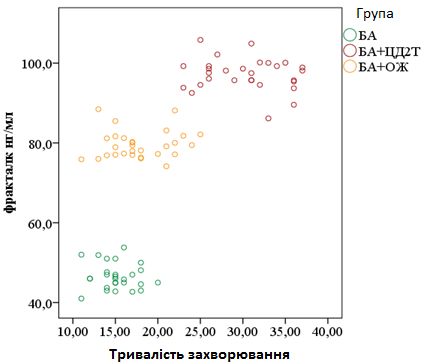 Група
БА
БА+ЦД2Т
БА+ОЖ
фракталк нг/мл
100,0
80,0
60,0
40,0
10,00 15,00 20,00 25,00 30,00 35,00 40,00
Тривалість захворювання